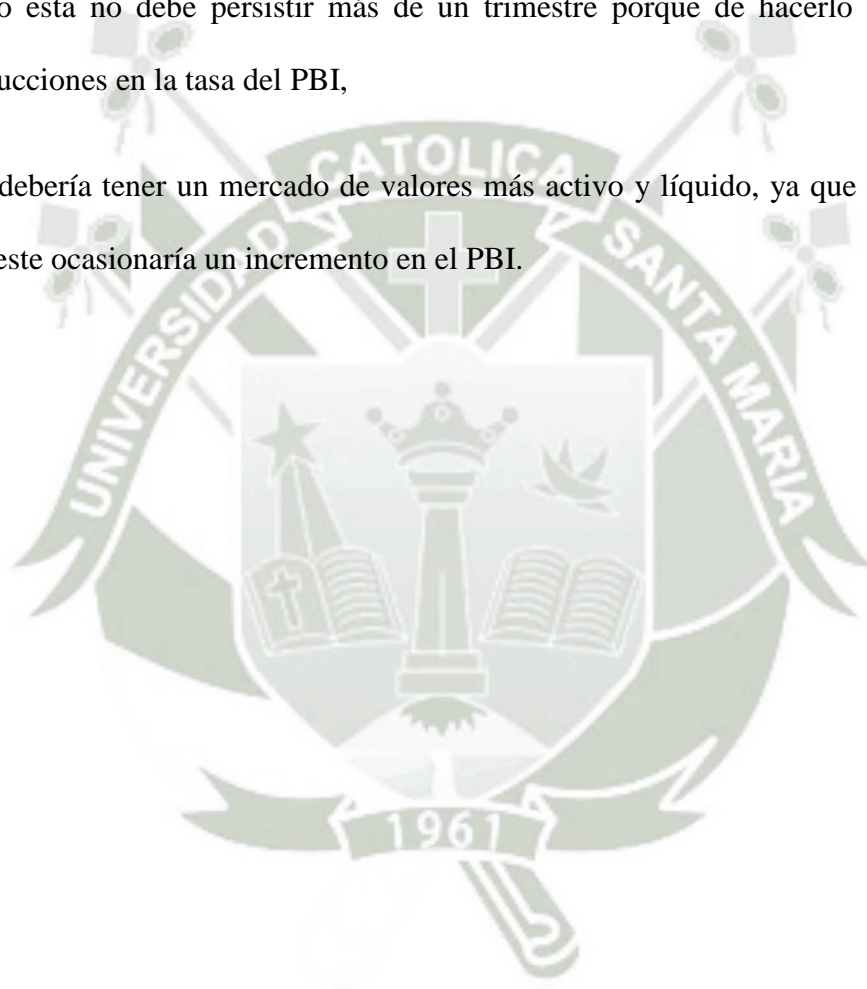 o esta no debe persistir más de un trimestre porque de hacerlo
ucciones en la tasa del PBI,
debería tener un mercado de valores más activo y líquido, ya que
este ocasionaría un incremento en el PBI.
UNIVERSIDAD CATOLICA SANTA MARIA
1961